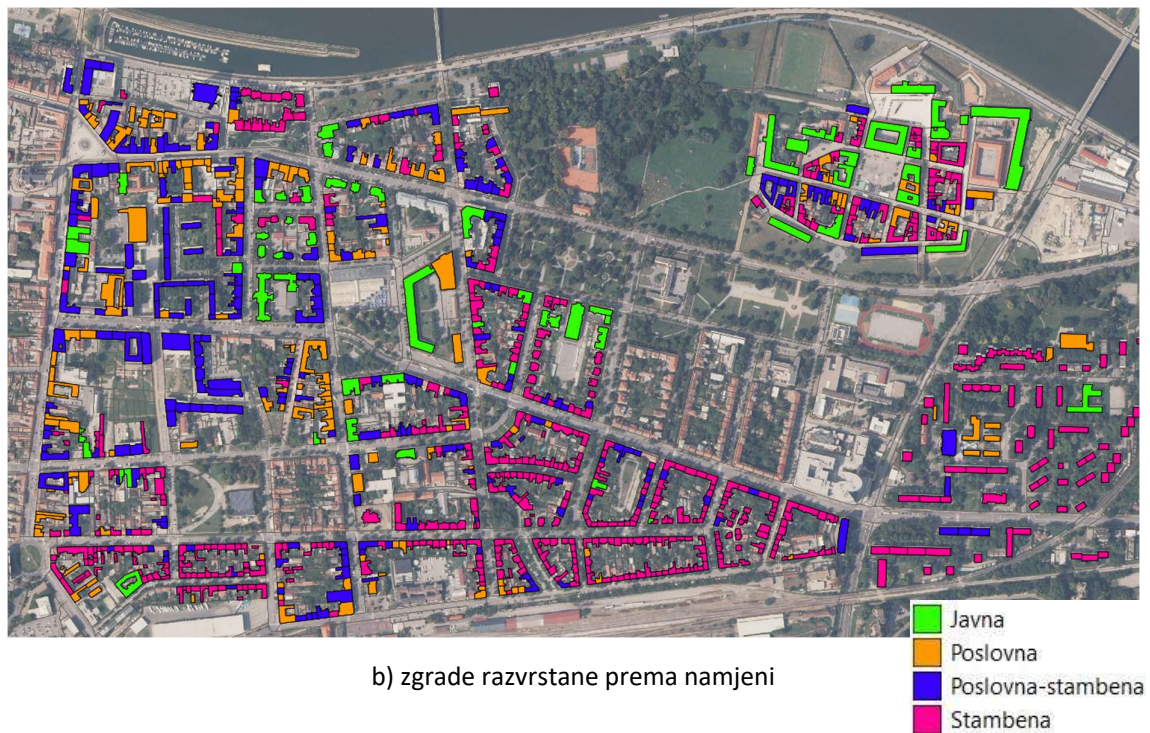 Javna
Poslovna
Poslovna-stambena
Stambena
b) zgrade razvrstane prema namjeni